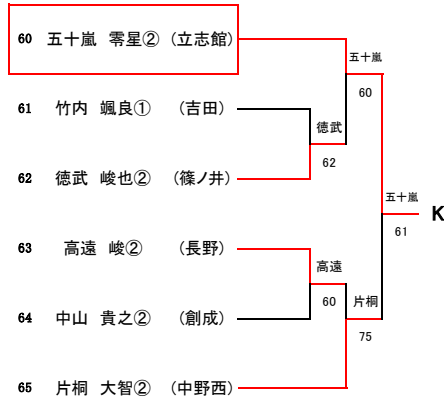 60 五十嵐 零星② (立志館)
五十嵐
60
61 竹内 颯良① (吉田)
徳武
62
62 徳武 峻也② (篠ノ井)
五十嵐
K
61
63 高遠 峻② (長野)
高遠
60
片桐
64 中山 貴之② (創成)
75
65 片桐 大智② (中野西)